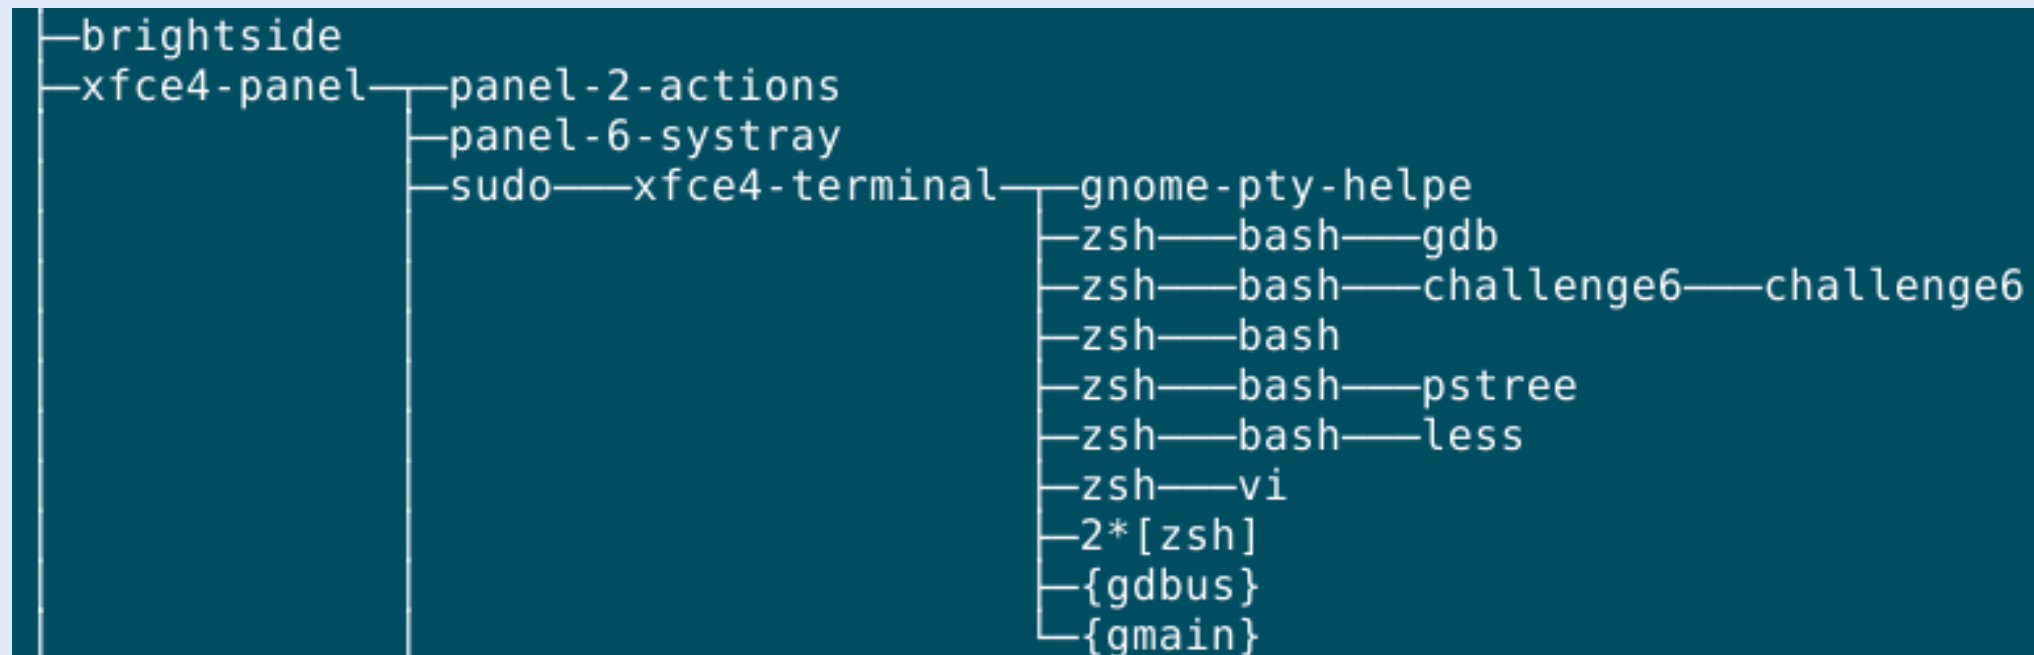 ├─brightside
├─xfce4-panel─┬─panel-2-actions
│             ├─panel-6-systray
│             ├─sudo───xfce4-terminal─┬─gnome-pty-helpe
│             │                       ├─zsh───bash───gdb
│             │                       ├─zsh───bash───challenge6───challenge6
│             │                       ├─zsh───bash
│             │                       ├─zsh───bash───pstree
│             │                       ├─zsh───bash───less
│             │                       ├─zsh───vi
│             │                       ├─2*[zsh]
│             │                       ├─{gdbus}
│             │                       └─{gmain}